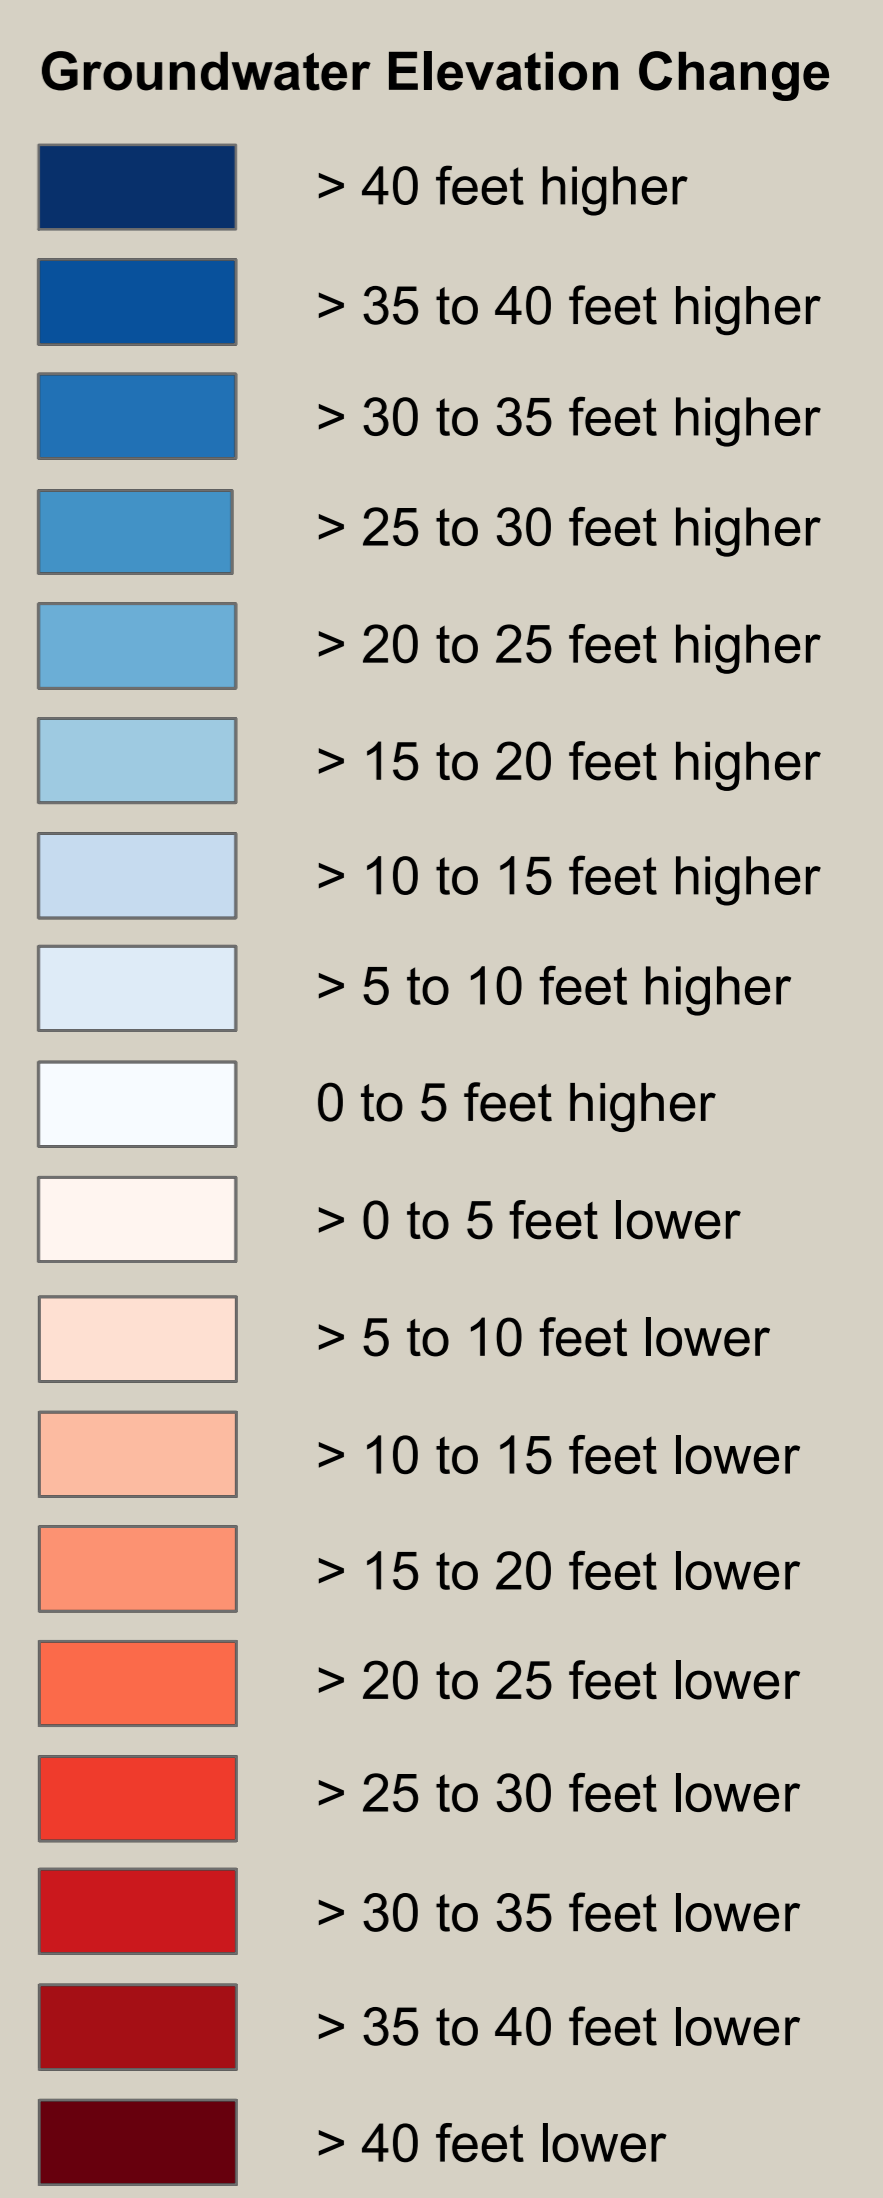 Groundwater Elevation Change
> 40 feet higher
> 35 to 40 feet higher
> 30 to 35 feet higher
> 25 to 30 feet higher
> 20 to 25 feet higher
> 15 to 20 feet higher
> 10 to 15 feet higher
> 5 to 10 feet higher
0 to 5 feet higher
> 0 to 5 feet lower
> 5 to 10 feet lower
> 10 to 15 feet lower
> 15 to 20 feet lower
> 20 to 25 feet lower
> 25 to 30 feet lower
> 30 to 35 feet lower
> 35 to 40 feet lower
> 40 feet lower